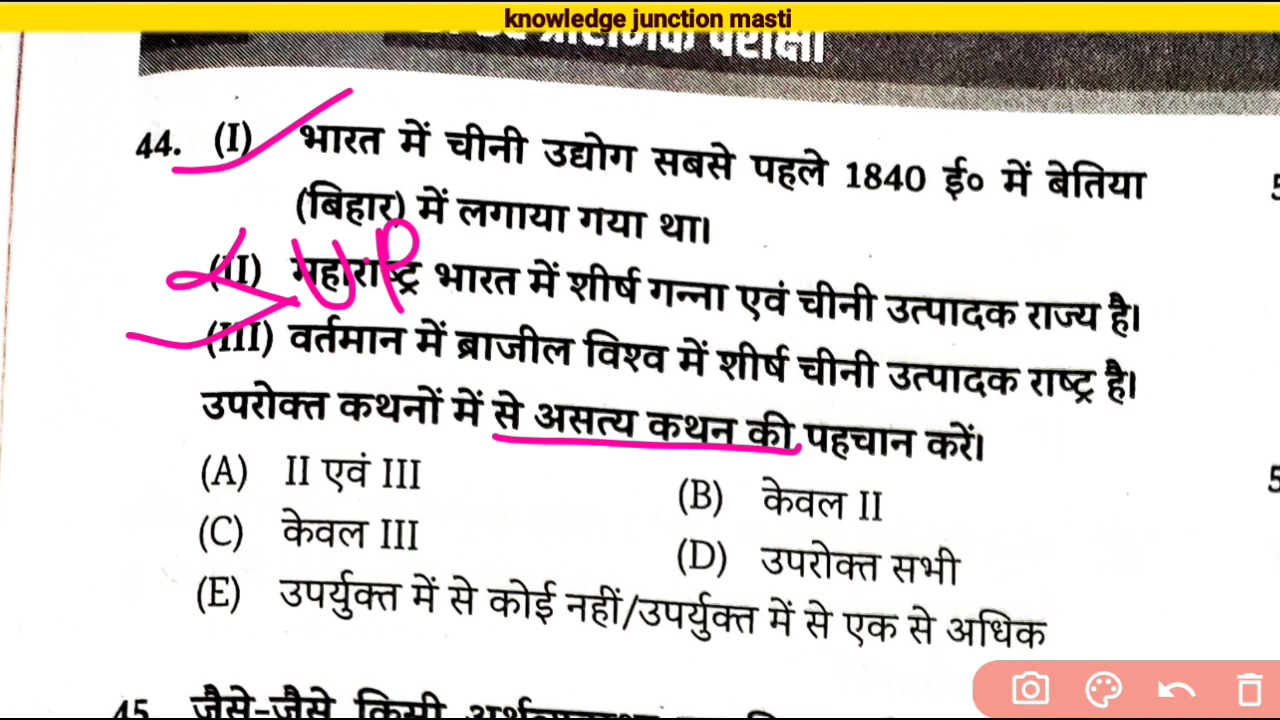 knowledge junction masti
प्रारंभिक परीक्षा
44. (I) भारत में चीनी उद्योग सबसे पहले 1840 ई० में बेतिया
(बिहार) में लगाया गया था।
(II) महाराष्ट्र भारत में शीर्ष गन्ना एवं चीनी उत्पादक राज्य है।
U.P
(III) वर्तमान में ब्राजील विश्व में शीर्ष चीनी उत्पादक राष्ट्र है।
उपरोक्त कथनों में से असत्य कथन की पहचान करें।
(A) II एवं III
(B) केवल II
(C) केवल III
(D) उपरोक्त सभी
(E) उपर्युक्त में से कोई नहीं/उपर्युक्त में से एक से अधिक
45. जैसे-जैसे किसी